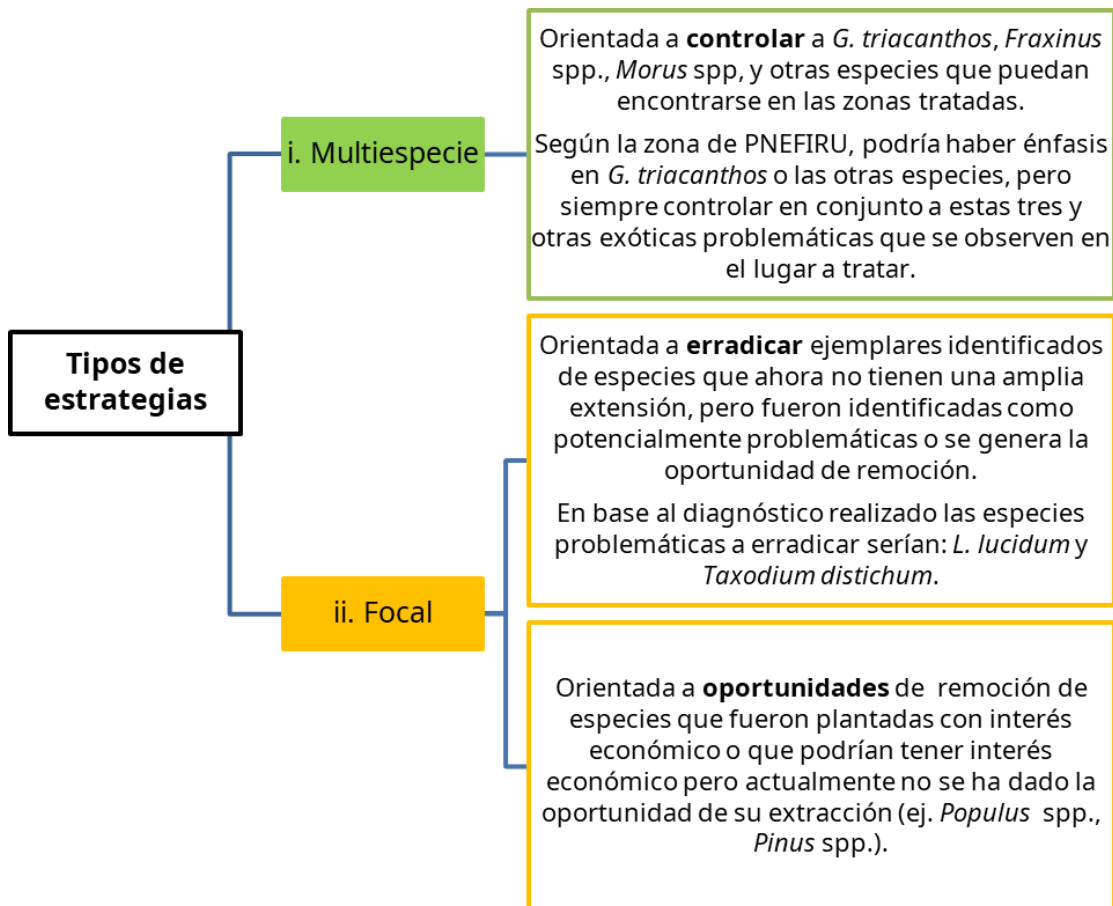 Tipos de
estrategias
i. Multiespecie
Orientada a controlar a G. triacanthos, Fraxinus
spp., Morus spp, y otras especies que puedan
encontrarse en las zonas tratadas.
Según la zona de PNEFIRU, podría haber énfasis
en G. triacanthos o las otras especies, pero
siempre controlar en conjunto a estas tres y
otras exóticas problemáticas que se observen en
el lugar a tratar.
ii. Focal
Orientada a erradicar ejemplares identificados
de especies que ahora no tienen una amplia
extensión, pero fueron identificadas como
potencialmente problemáticas o se genera la
oportunidad de remoción.
En base al diagnóstico realizado las especies
problemáticas a erradicar serían: L. lucidum y
Taxodium distichum.
Orientada a oportunidades de remoción de
especies que fueron plantadas con interés
económico o que podrían tener interés
económico pero actualmente no se ha dado la
oportunidad de su extracción (ej. Populus spp.,
Pinus spp.).